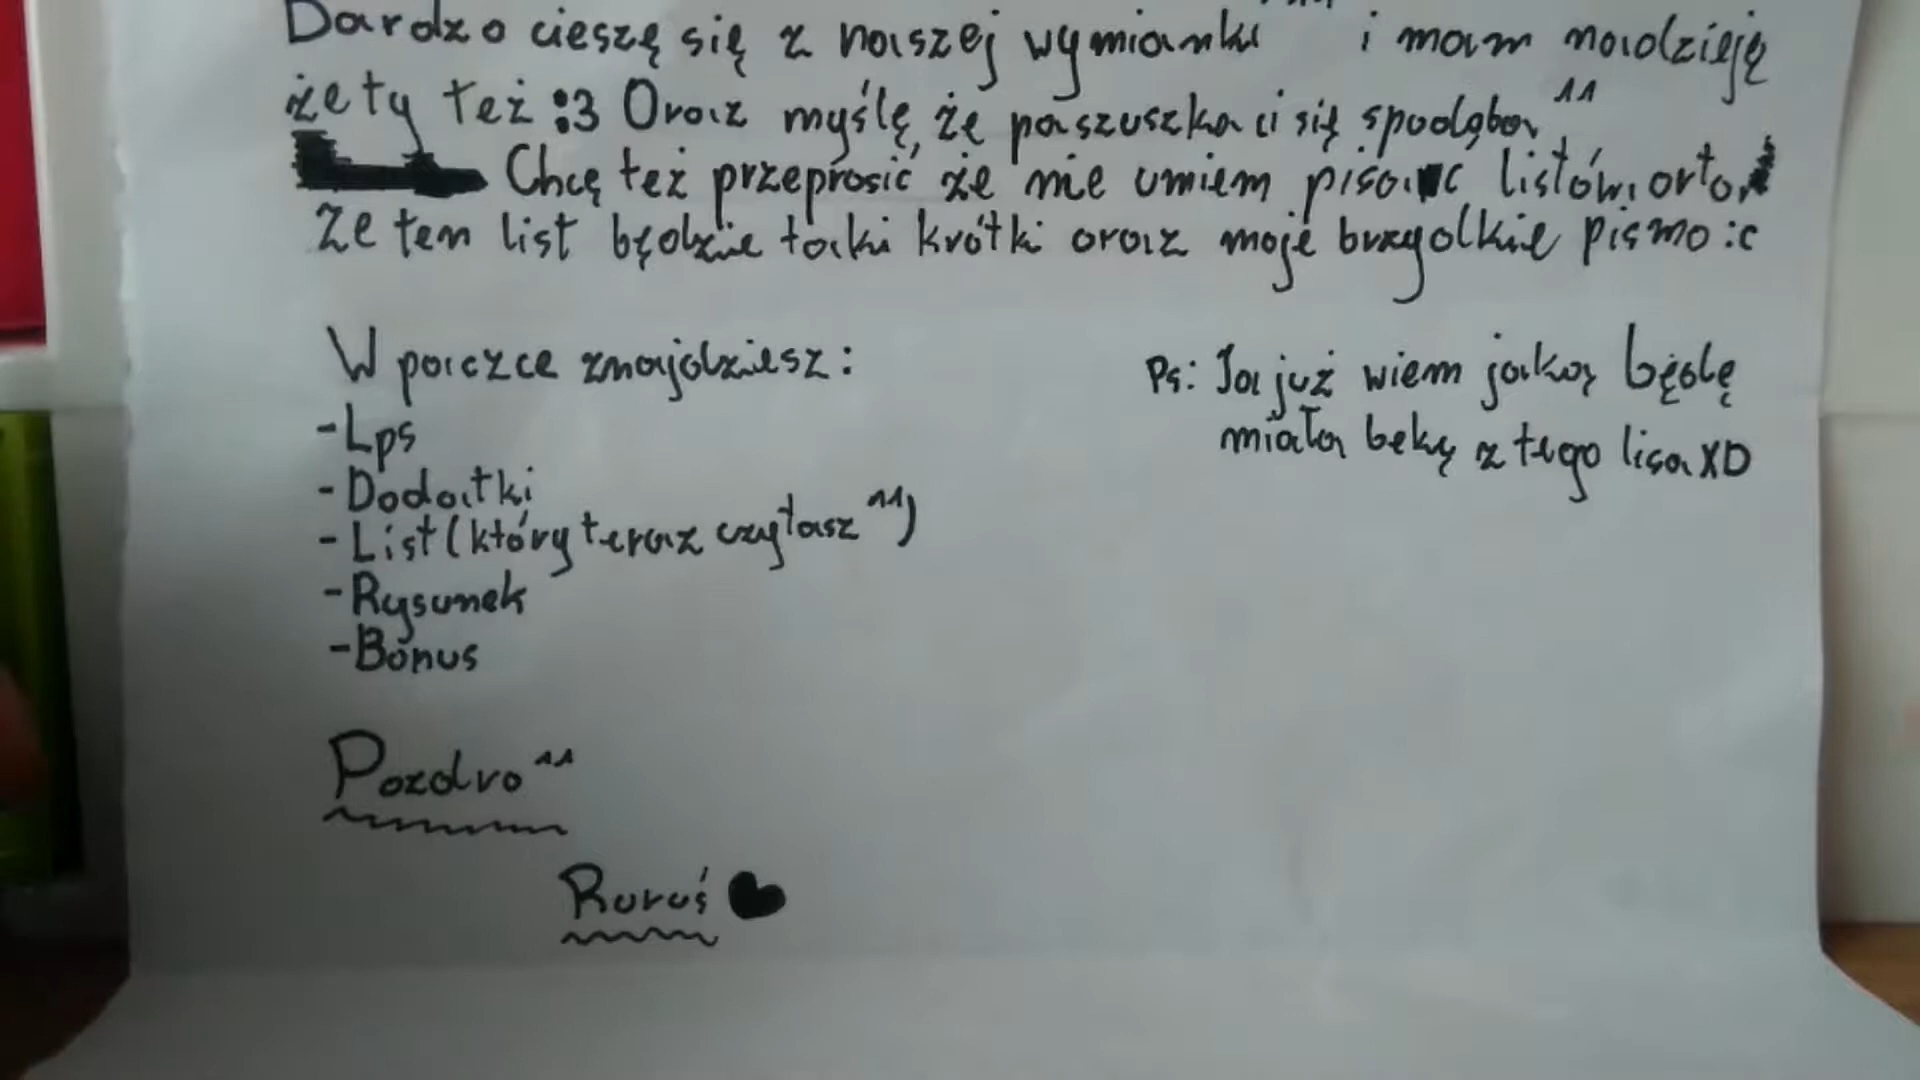 Bardzo cieszę się z naszej wymianki ^^ i mam nadzieję
że ty też :3 Oraz myślę, że paszuszka ci się spodoba ^^
Chcę też przeprosić, że nie umiem pisać listów, orto,
że ten list będzie taki krótki oraz moje brzydkie pismo :c
W paczce znajdziesz:
- Lps
- Dodatki
- List (który teraz czytasz ^^)
- Rysunek
- Bonus
Ps: Ja już wiem jaką będę
miała bekę z tego lisa XD
Pozdro ^^
Ruruś ♥